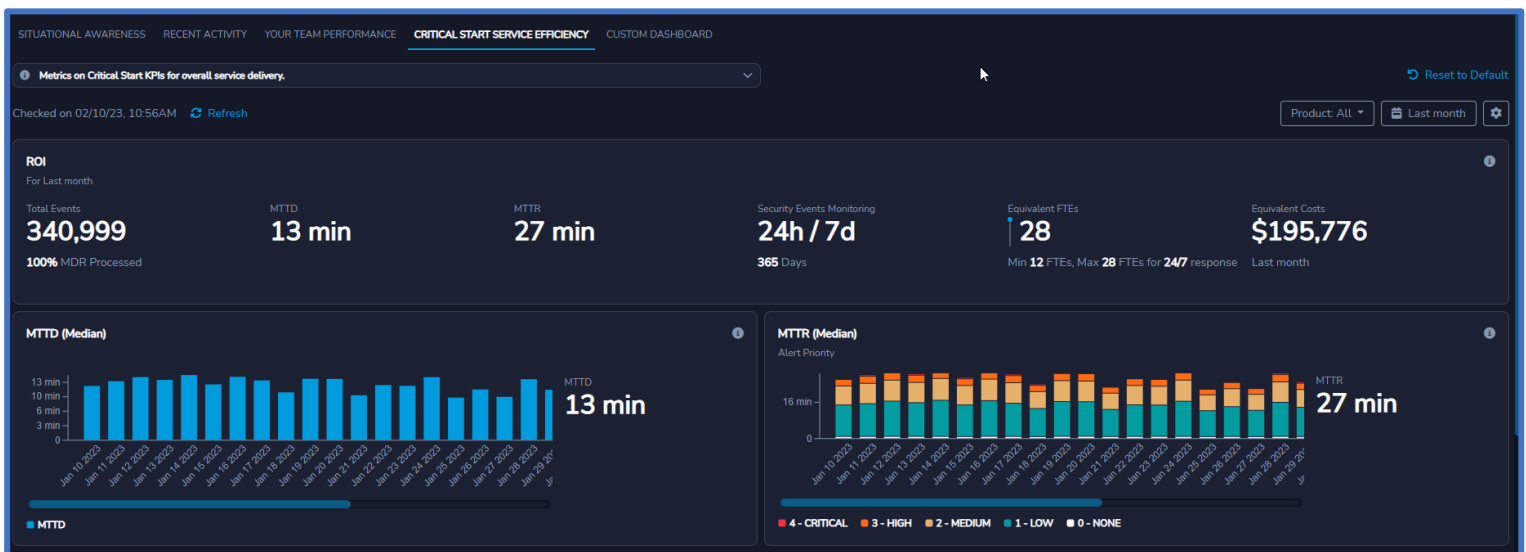 SITUATIONAL AWARENESS RECENT ACTIVITY YOUR TEAM PERFORMANCE CRITICAL START SERVICE EFFICIENCY CUSTOM DASHBOARD
Metrics on Critical Start KPIs for overall service delivery.
Reset to Default
Checked on 02/10/23, 10:56AM Refresh
Product: All Last month
ROI
For Last month
Total Events
340,999
100% MDR Processed
MTTD
13 min
MTTR
27 min
Security Events Monitoring
24h / 7d
365 Days
Equivalent FTEs
28
Min 12 FTEs, Max 28 FTEs for 24/7 response
Equivalent Costs
$195,776
Last month
MTTD (Median)
13 min
10 min
6 min
3 min
0
Jan 10 2023
Jan 11 2023
Jan 12 2023
Jan 13 2023
Jan 14 2023
Jan 15 2023
Jan 16 2023
Jan 17 2023
Jan 18 2023
Jan 19 2023
Jan 20 2023
Jan 21 2023
Jan 22 2023
Jan 23 2023
Jan 24 2023
Jan 25 2023
Jan 26 2023
Jan 27 2023
Jan 28 2023
Jan 29 20
MTTD
13 min
MTTD
MTTR (Median)
Alert Priority
16 min
0
Jan 10 2023
Jan 11 2023
Jan 12 2023
Jan 13 2023
Jan 14 2023
Jan 15 2023
Jan 16 2023
Jan 17 2023
Jan 18 2023
Jan 19 2023
Jan 20 2023
Jan 21 2023
Jan 22 2023
Jan 23 2023
Jan 24 2023
Jan 25 2023
Jan 26 2023
Jan 27 2023
Jan 28 2023
Jan 29 20
MTTR
27 min
4 - CRITICAL 3 - HIGH 2 - MEDIUM 1 - LOW 0 - NONE